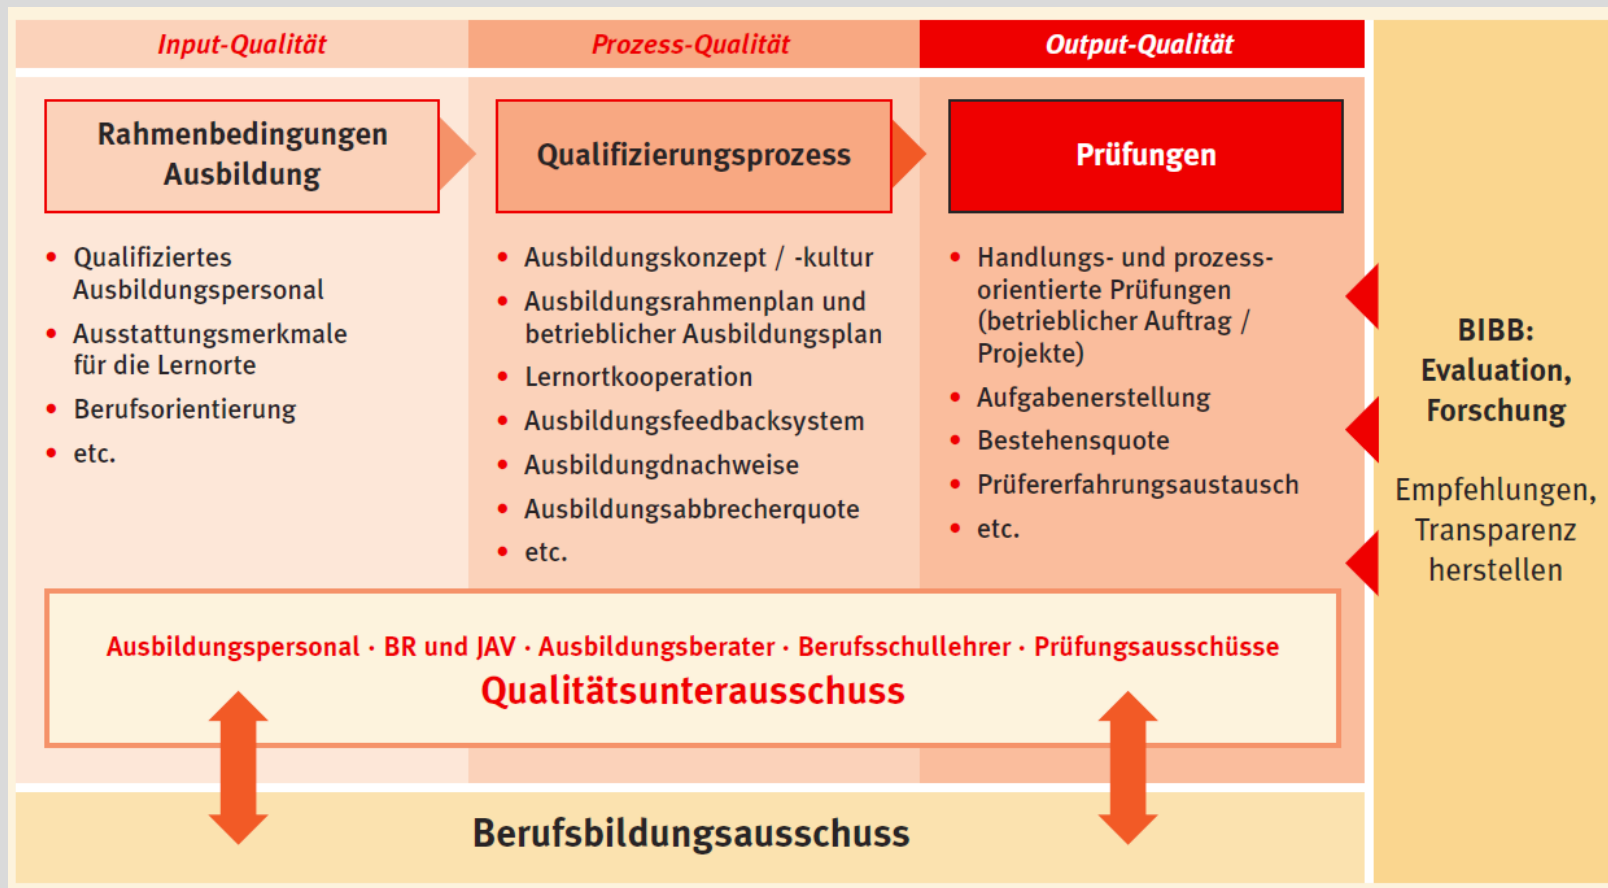 Input-Qualität
Prozess-Qualität
Output-Qualität
Rahmenbedingungen
Ausbildung
Qualifizierungsprozess
Prüfungen
• Qualifiziertes
Ausbildungspersonal
• Ausstattungsmerkmale
für die Lernorte
• Berufsorientierung
• etc.
• Ausbildungskonzept / -kultur
• Ausbildungsrahmenplan und
betrieblicher Ausbildungsplan
• Lernortkooperation
• Ausbildungsfeedbacksystem
• Ausbildungdnachweise
• Ausbildungsabbrecherquote
• etc.
• Handlungs- und prozess-
orientierte Prüfungen
(betrieblicher Auftrag /
Projekte)
• Aufgabenerstellung
• Bestehensquote
• Prüfererfahrungsaustausch
• etc.
BIBB:
Evaluation,
Forschung
Empfehlungen,
Transparenz
herstellen
Ausbildungspersonal · BR und JAV · Ausbildungsberater · Berufsschullehrer · Prüfungsausschüsse
Qualitätsunterausschuss
Berufsbildungsausschuss